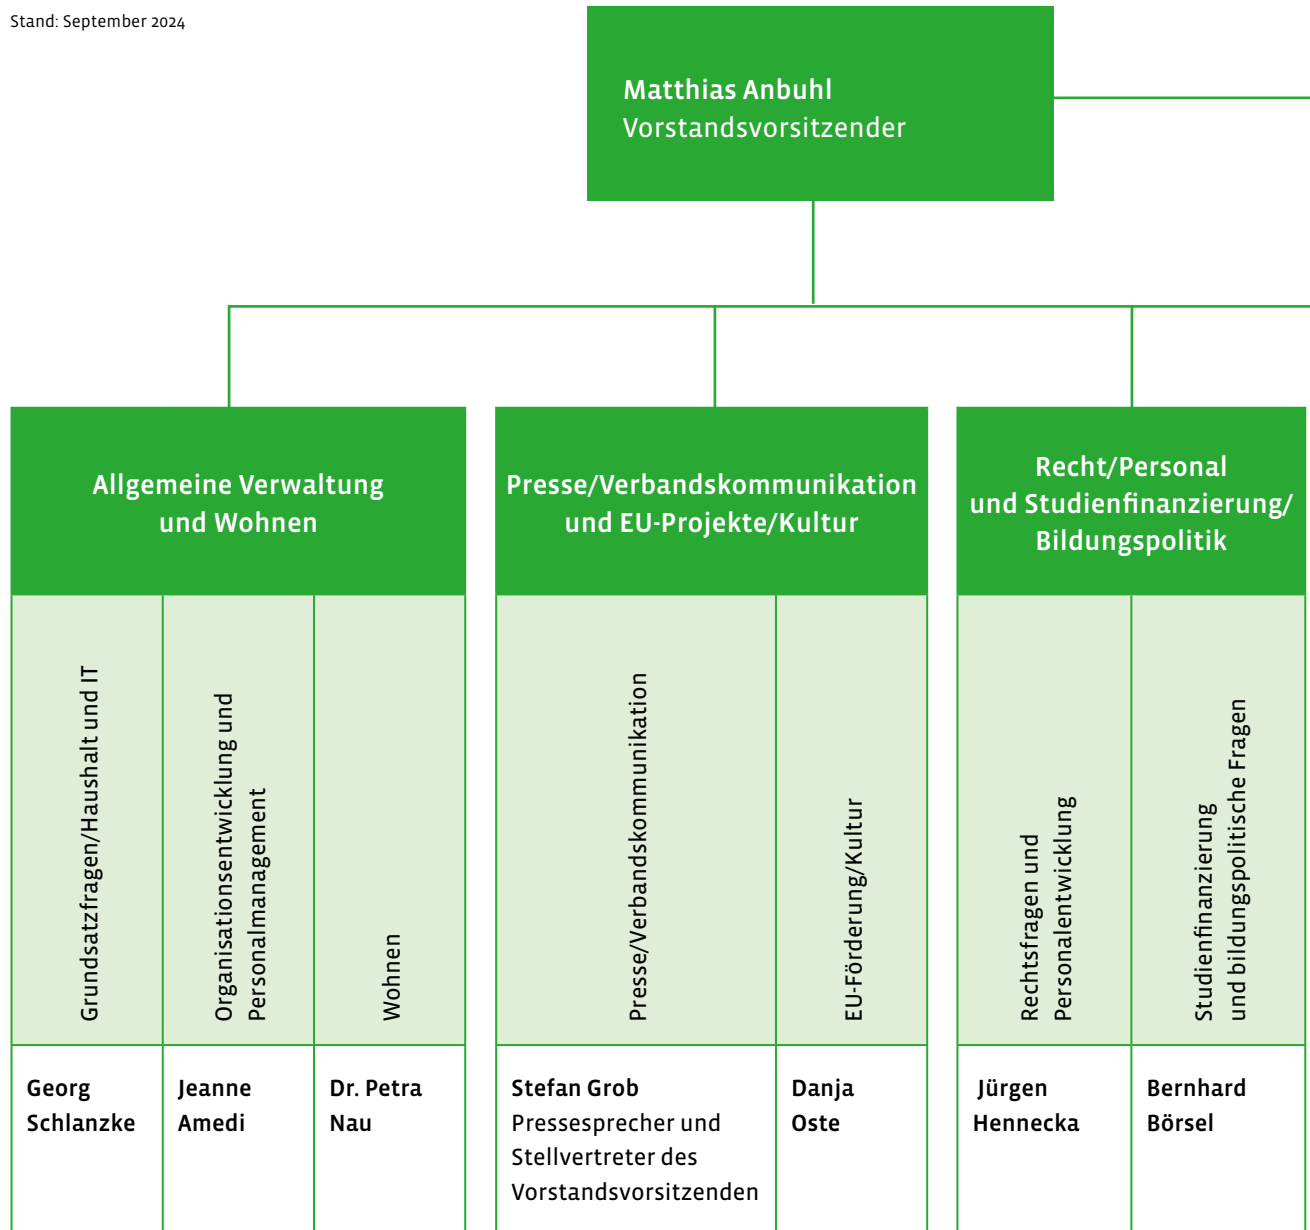 Stand: September 2024
Matthias Anbuhl
Vorstandsvorsitzender
Allgemeine Verwaltung
und Wohnen
Grundsatzfragen/Haushalt und IT
Organisationsentwicklung und
Personalmanagement
Wohnen
Georg
Schlanzke
Jeanne
Amedi
Dr. Petra
Nau
Presse/Verbandskommunikation
und EU-Projekte/Kultur
Presse/Verbandskommunikation
EU-Förderung/Kultur
Stefan Grob
Pressesprecher und
Stellvertreter des
Vorstandsvorsitzenden
Danja
Oste
Recht/Personal
und Studienfinanzierung/
Bildungspolitik
Rechtsfragen und
Personalentwicklung
Studienfinanzierung
und bildungspolitische Fragen
Jürgen
Hennecka
Bernhard
Börsel